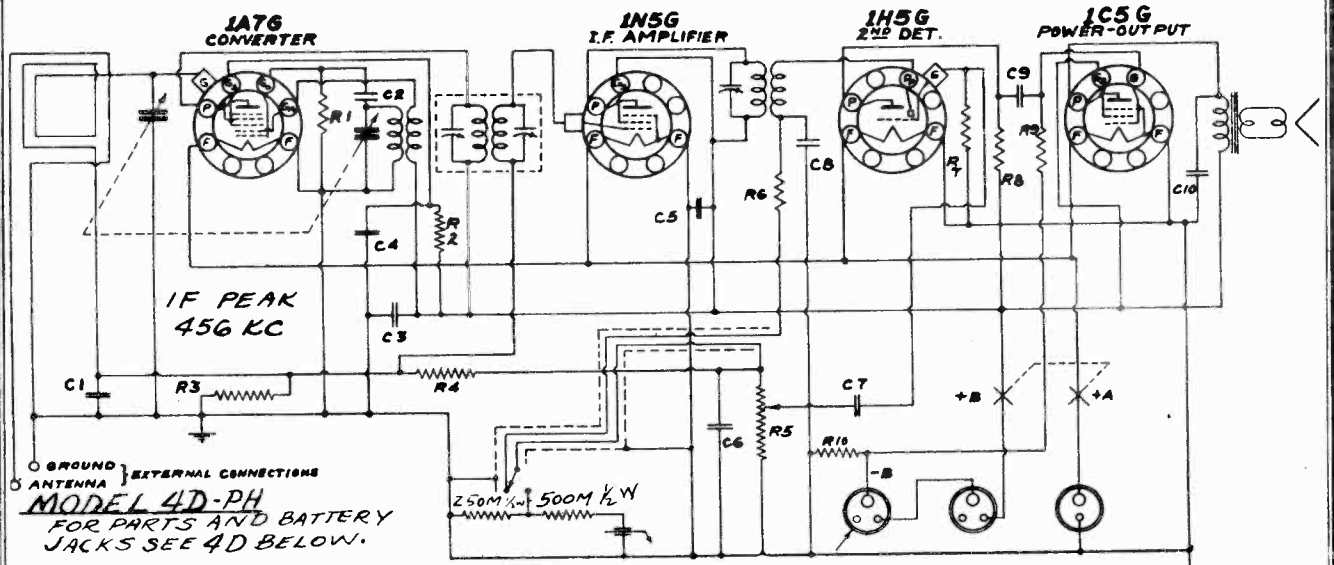 1A7G
CONVERTER
1N5G
I.F. AMPLIFIER
1H5G
2ND DET.
1C5G
POWER-OUTPUT
G
P
F
F
R1
C2
P
F
F
G
F
F
C9
G
P
F
F
R7
R8
R9
C8
R6
C5
C10
R2
C4
IF PEAK
456 KC
C3
C1
R3
R4
C7
+B
+A
C6
R5
R10
-B
GROUND
ANTENNA } EXTERNAL CONNECTIONS
MODEL 4D-PH
FOR PARTS AND BATTERY
JACKS SEE 4D BELOW.
250M ½W 500M ½ W